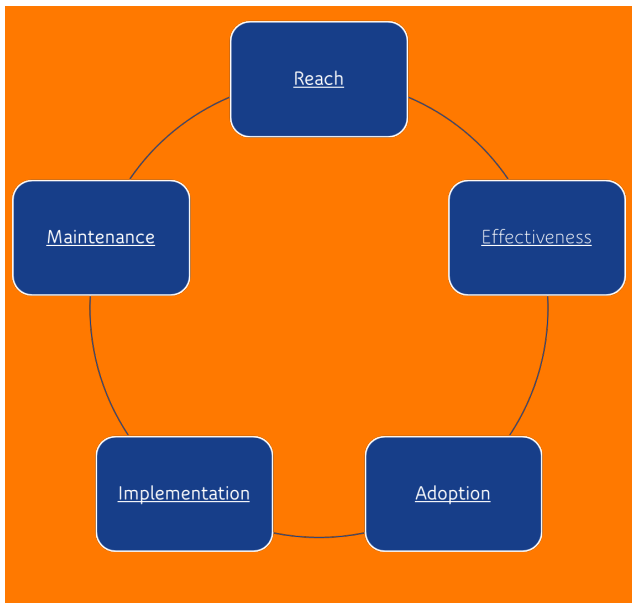 Reach
Maintenance
Effectiveness
Implementation
Adoption